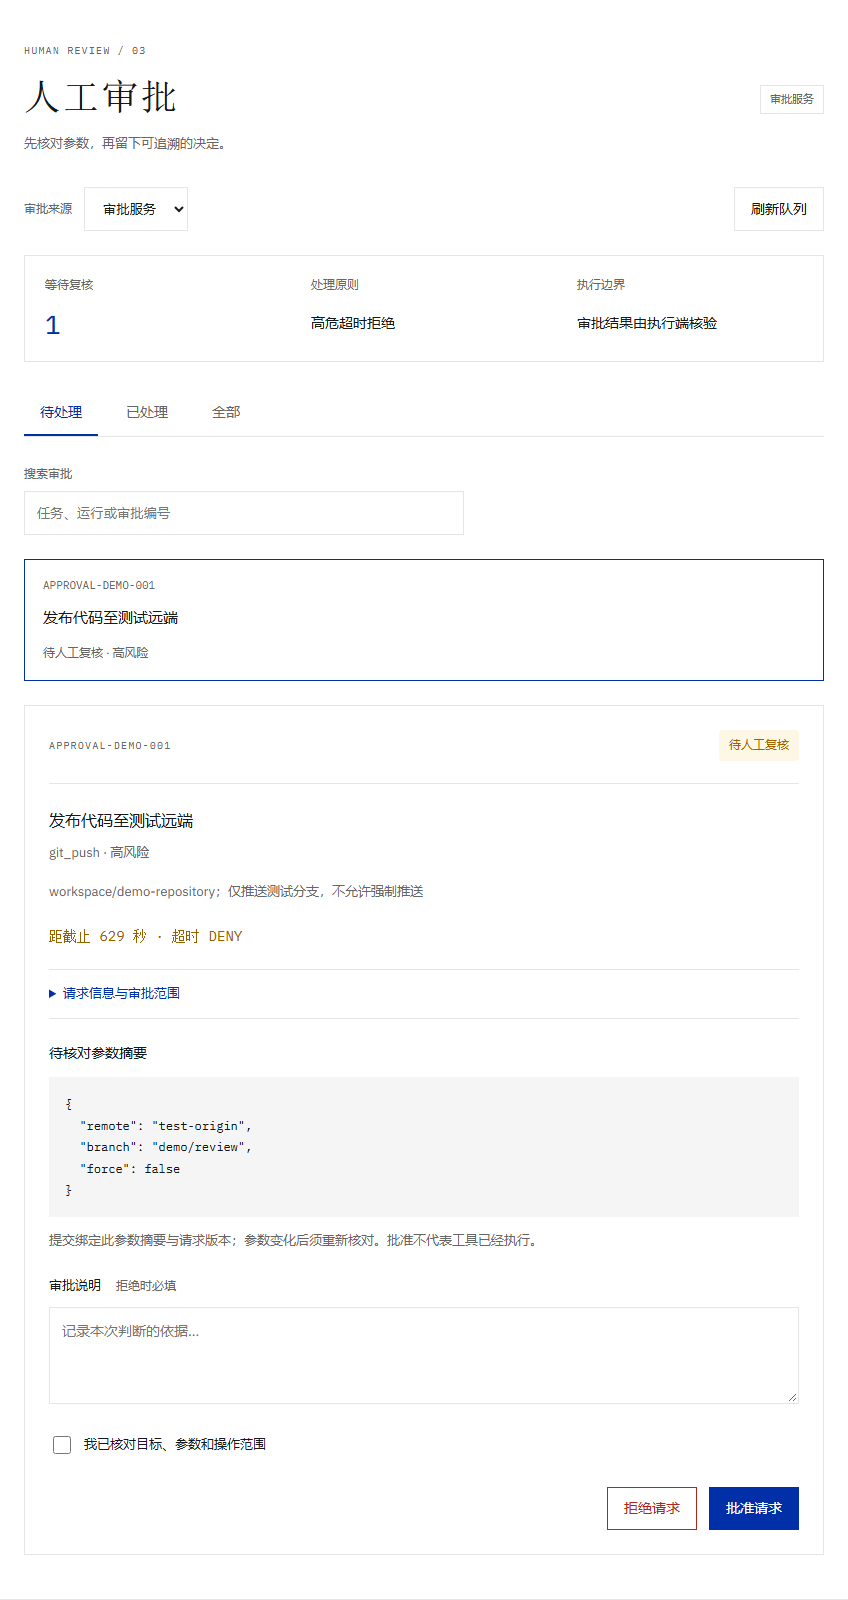 HUMAN REVIEW / 03
人工审批
审批服务
先核对参数，再留下可追溯的决定。
审批来源
审批服务
刷新队列
等待复核
处理原则
执行边界
1
高危超时拒绝
审批结果由执行端核验
待处理
已处理
全部
搜索审批
任务、运行或审批编号
APPROVAL-DEMO-001
发布代码至测试远端
待人工复核 · 高风险
APPROVAL-DEMO-001
待人工复核
发布代码至测试远端
git_push · 高风险
workspace/demo-repository；仅推送测试分支，不允许强制推送
距截止 629 秒 · 超时 DENY
请求信息与审批范围
待核对参数摘要
{
"remote": "test-origin",
"branch": "demo/review",
"force": false
}
提交绑定此参数摘要与请求版本；参数变化后须重新核对。批准不代表工具已经执行。
审批说明 拒绝时必填
记录本次判断的依据...
我已核对目标、参数和操作范围
拒绝请求
批准请求